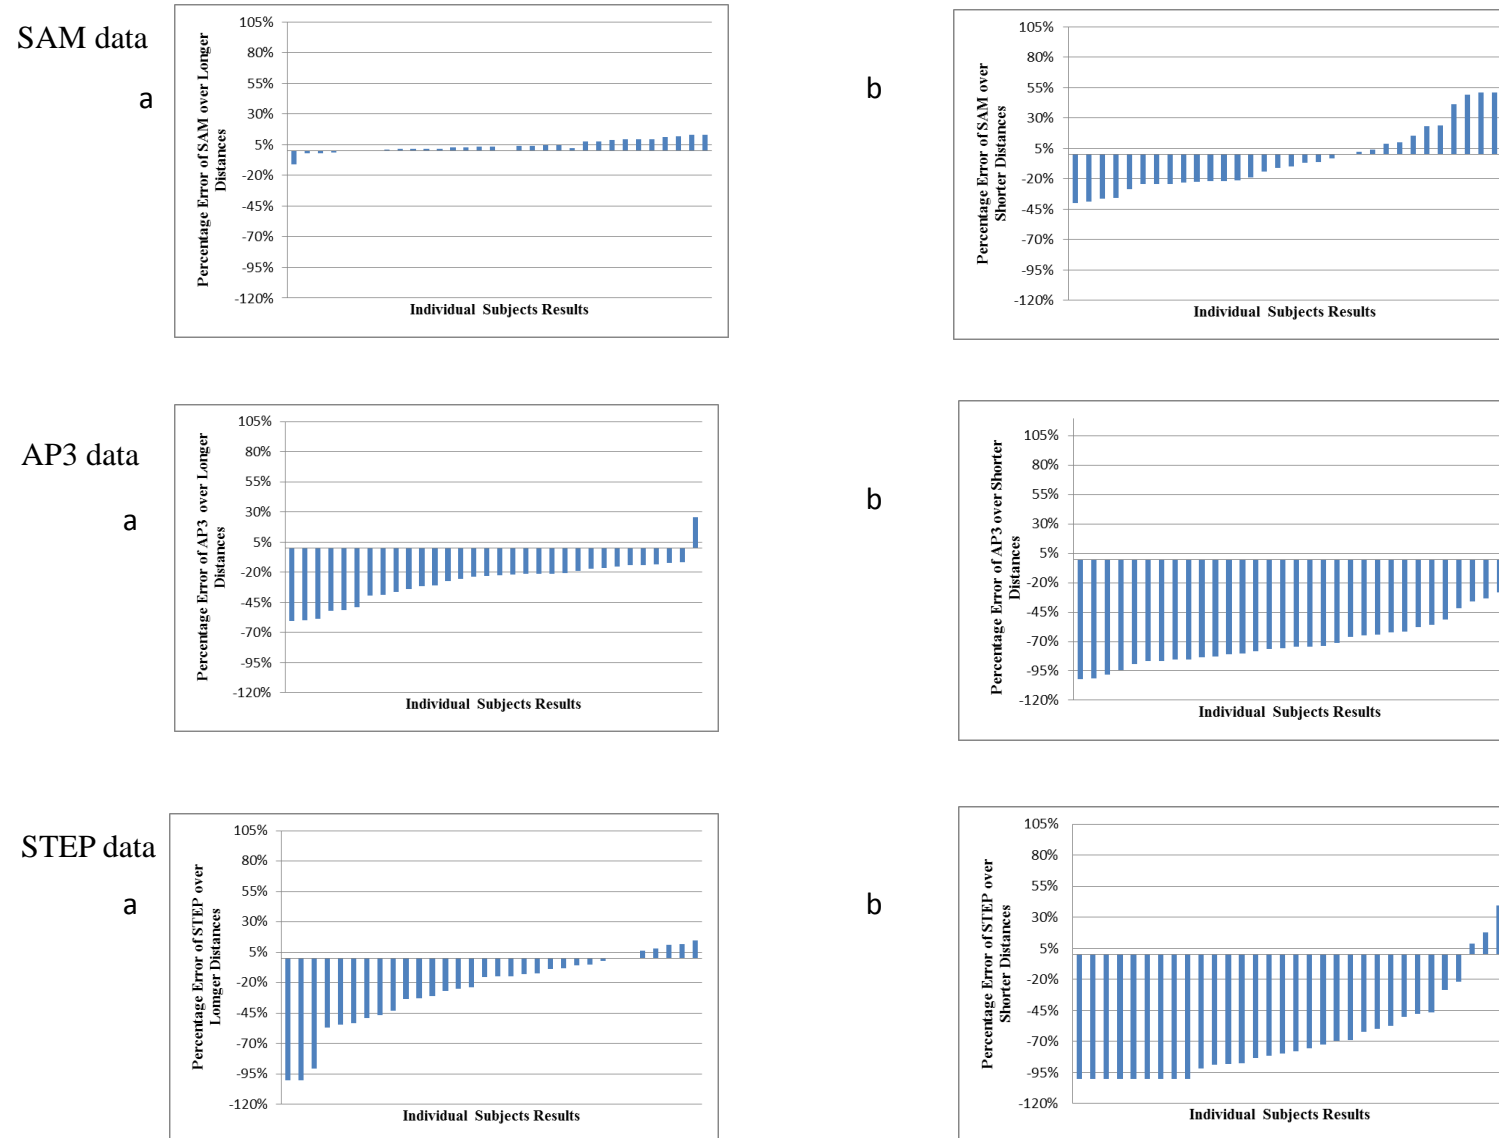 SAM data
a
Percentage Error of SAM over Longer
Distances
105%
80%
55%
30%
5%
-20%
-45%
-70%
-95%
-120%
Individual Subjects Results
b
Percentage Error of SAM over
Shorter Distances
105%
80%
55%
30%
5%
-20%
-45%
-70%
-95%
-120%
Individual Subjects Results
AP3 data
a
Percentage Error of AP3 over Longer
Distances
105%
80%
55%
30%
5%
-20%
-45%
-70%
-95%
-120%
Individual Subjects Results
b
Percentage Error of AP3 over Shorter
Distances
105%
80%
55%
30%
5%
-20%
-45%
-70%
-95%
-120%
Individual Subjects Results
STEP data
a
Percentage Error of STEP over
Lomger Distances
105%
80%
55%
30%
5%
-20%
-45%
-70%
-95%
-120%
Individual Subjects Results
b
Percentage Error of STEP over
Shorter Distances
105%
80%
55%
30%
5%
-20%
-45%
-70%
-95%
-120%
Individual Subjects Results